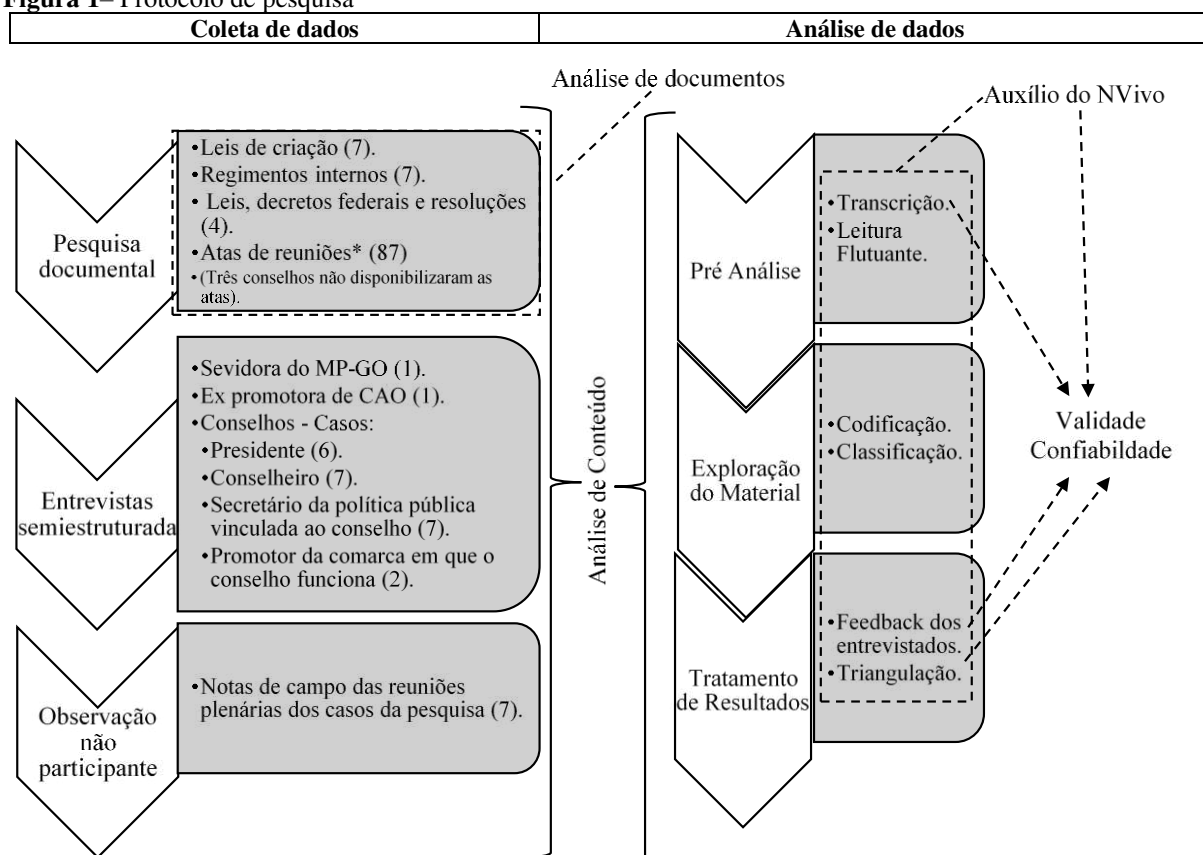 Figura 1– Protocolo de pesquisa
Coleta de dados
Análise de dados
Análise de documentos
Auxílio do NVivo
Pesquisa
documental
•Leis de criação (7).
•Regimentos internos (7).
• Leis, decretos federais e resoluções
(4).
•Atas de reuniões* (87)
•(Três conselhos não disponibilizaram as
atas).
Entrevistas
semiestruturada
•Sevidora do MP-GO (1).
•Ex promotora de CAO (1).
•Conselhos - Casos:
•Presidente (6).
•Conselheiro (7).
•Secretário da política pública
vinculada ao conselho (7).
•Promotor da comarca em que o
conselho funciona (2).
Observação
não
participante
•Notas de campo das reuniões
plenárias dos casos da pesquisa (7).
Análise de Conteúdo
Pré Análise
•Transcrição.
•Leitura
Flutuante.
Exploração
do Material
•Codificação.
•Classificação.
Tratamento
de Resultados
•Feedback dos
entrevistados.
•Triangulação.
Validade
Confiabildade